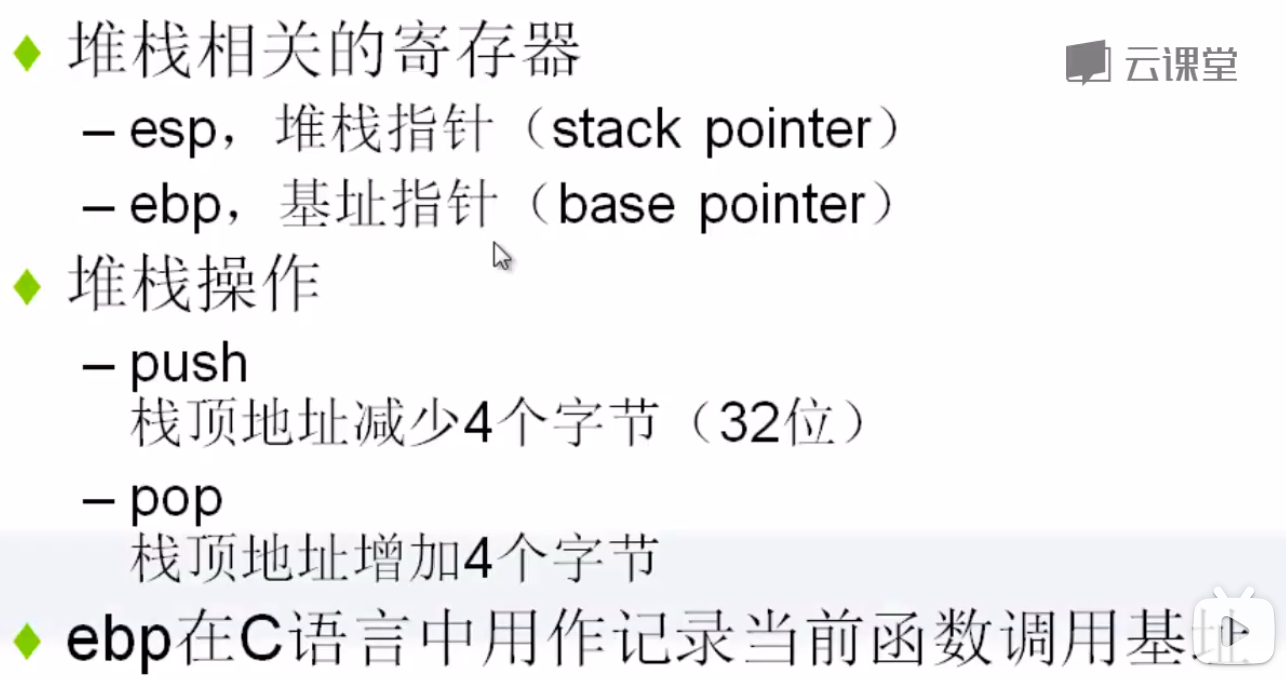 堆栈相关的寄存器
云课堂
– esp，堆栈指针（stack pointer）
– ebp，基址指针（base pointer）
堆栈操作
– push
栈顶地址减少4个字节（32位）
– pop
栈顶地址增加4个字节
ebp在C语言中用作记录当前函数调用基址